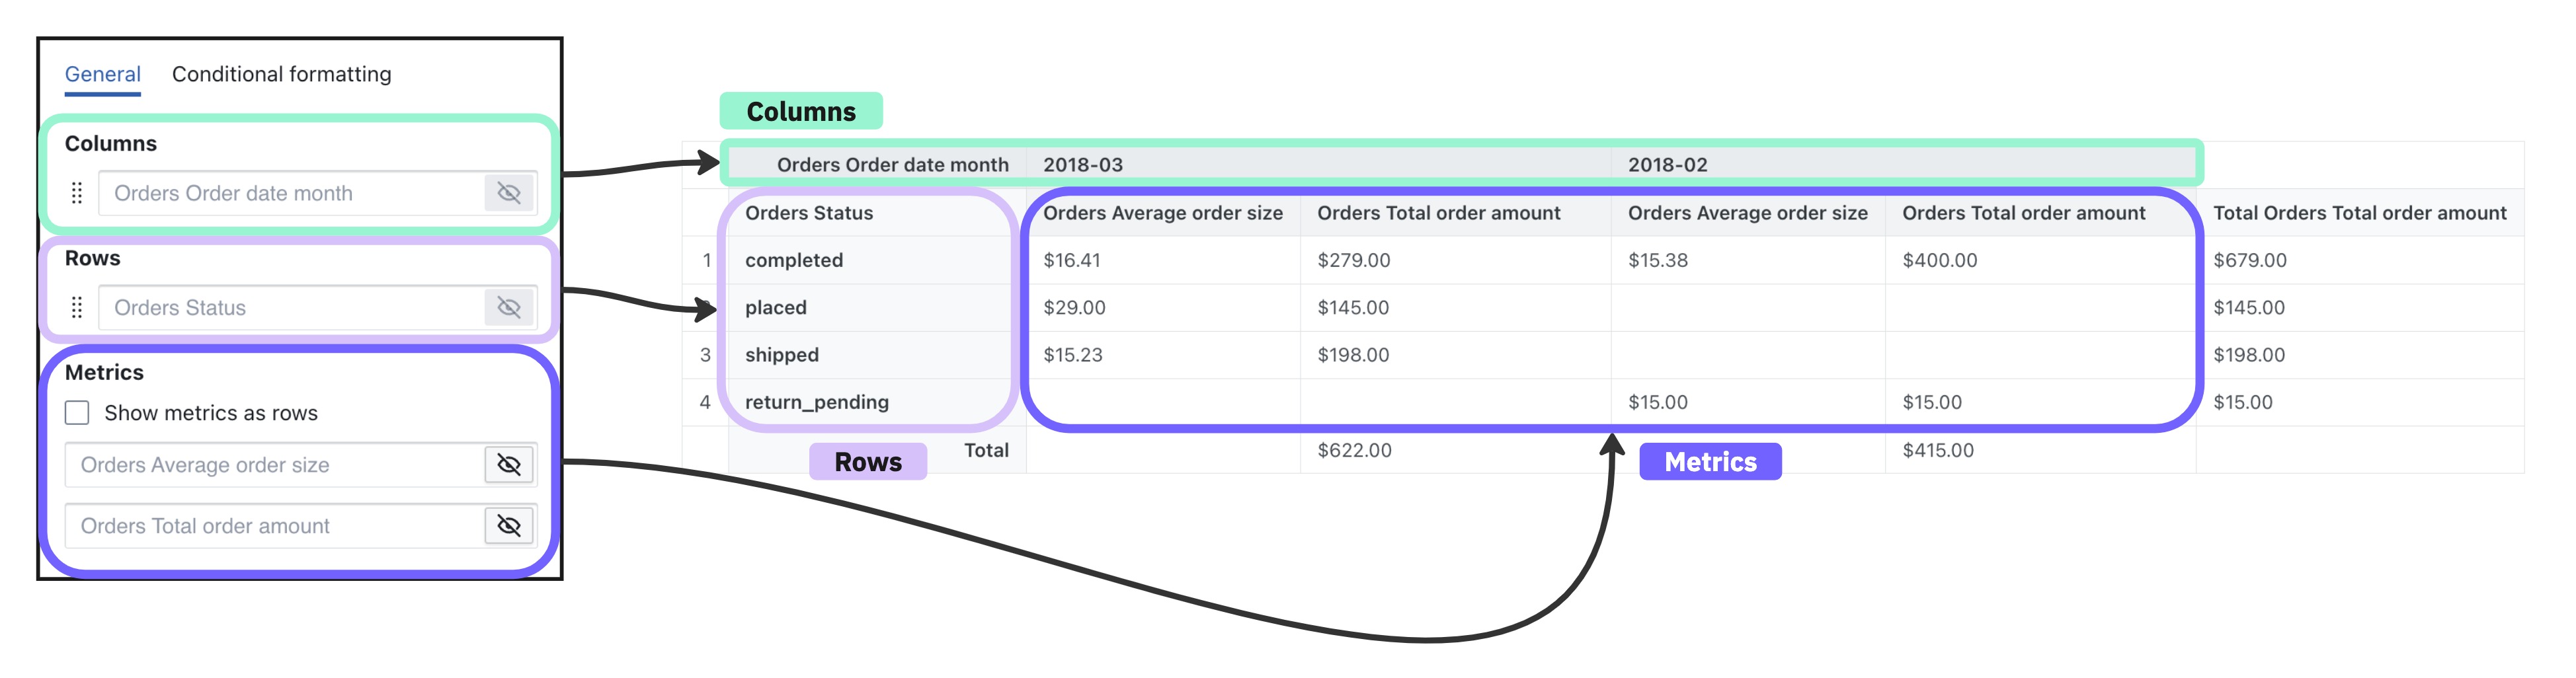 General Conditional formatting
Columns
Orders Order date month
Rows
Orders Status
Metrics
Show metrics as rows
Orders Average order size
Orders Total order amount
Columns
Orders Order date month 2018-03 2018-02
Orders Status Orders Average order size Orders Total order amount Orders Average order size Orders Total order amount Total Orders Total order amount
1 completed $16.41 $279.00 $15.38 $400.00 $679.00
placed $29.00 $145.00 $145.00
3 shipped $15.23 $198.00 $198.00
4 return_pending $15.00 $15.00 $15.00
Total $622.00 $415.00
Rows
Metrics